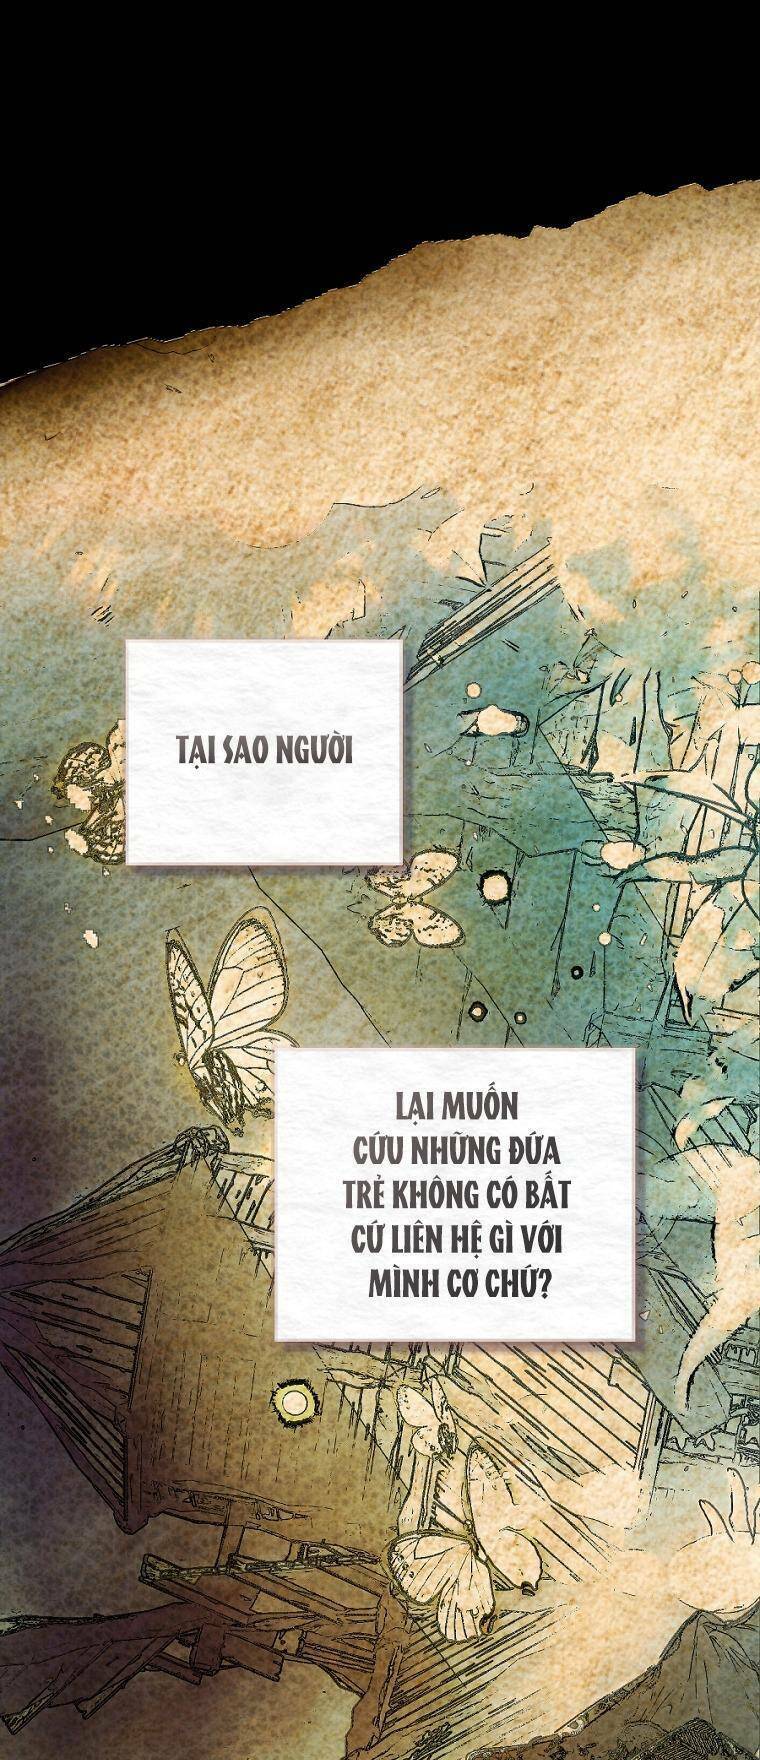 TẠI SAO NGƯỜI
LẠI MUỐN
CỨU NHỮNG ĐỨA
TRẺ KHÔNG CÓ BẤT
CỨ LIÊN HỆ GÌ VỚI
MÌNH CƠ CHỨ?